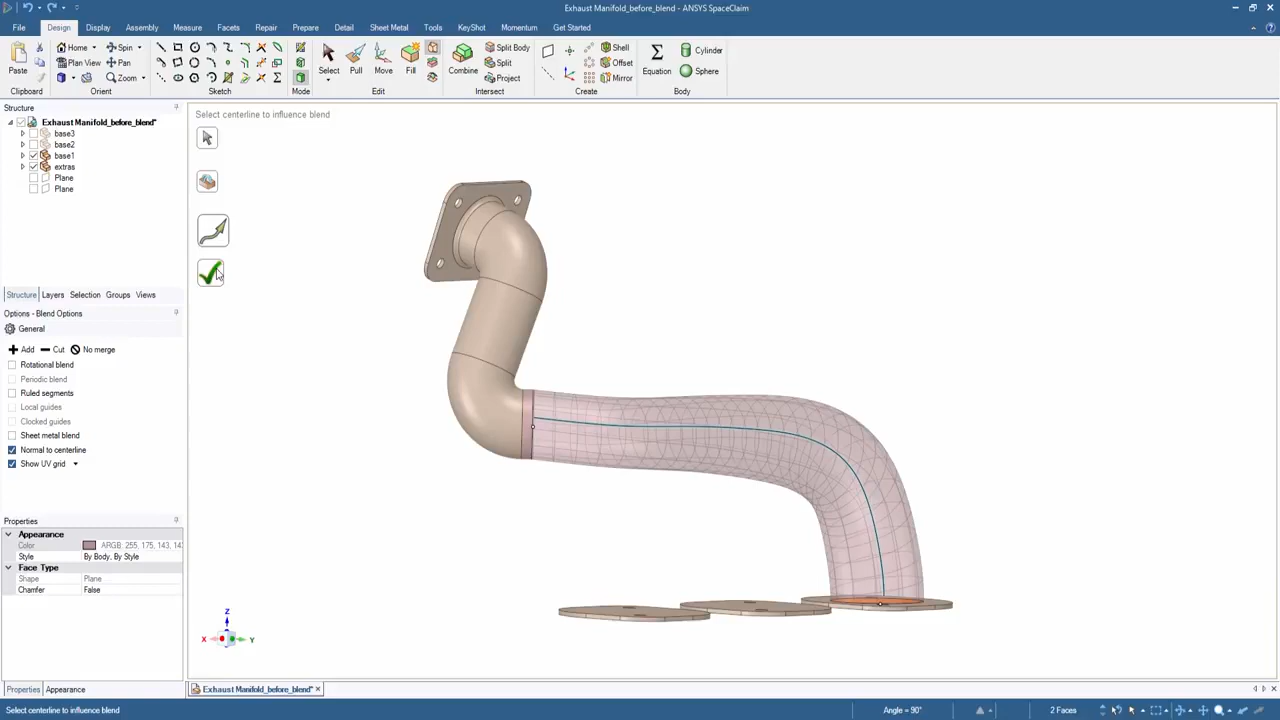 Exhaust Manifold_before_blend - ANSYS SpaceClaim
File Design Display Assembly Measure Facets Repair Prepare Detail Sheet Metal Tools KeyShot Momentum Get Started
Paste Home Spin Select Pull Move Fill Combine Split Body Shell Equation Cylinder
Plan View Pan Split Offset Sphere
Zoom Project Mirror
Clipboard Orient Sketch Mode Edit Intersect Create Body
Structure
Exhaust Manifold_before_blend*
base3
base2
base1
extras
Plane
Plane
Structure Layers Selection Groups Views
Options - Blend Options
General
Add Cut No merge
Rotational blend
Periodic blend
Ruled segments
Local guides
Clocked guides
Sheet metal blend
Normal to centerline
Show UV grid
Properties
Appearance
Color ARGB: 255, 175, 143, 14
Style By Body, By Style
Face Type
Shape Plane
Chamfer False
Properties Appearance
Select centerline to influence blend
Z
X
Y
Exhaust Manifold_before_blend*
Select centerline to influence blend Angle = 90° 2 Faces